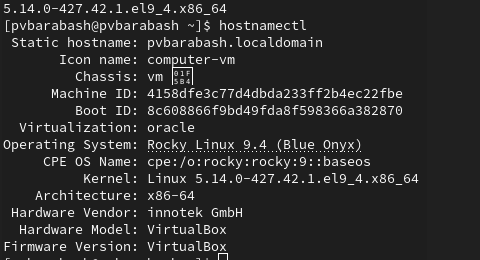 5.14.0-427.42.1.el9_4.x86_64
[pvbarabash@pvbarabash ~]$ hostnamectl
Static hostname: pvbarabash.localdomain
Icon name: computer-vm
Chassis: vm 01F5B4
Machine ID: 4158dfe3c77d4dbda233ff2b4ec22fbe
Boot ID: 8c608866f9bd49fda8f598366a382870
Virtualization: oracle
Operating System: Rocky Linux 9.4 (Blue Onyx)
CPE OS Name: cpe:/o:rocky:rocky:9::baseos
Kernel: Linux 5.14.0-427.42.1.el9_4.x86_64
Architecture: x86-64
Hardware Vendor: innotek GmbH
Hardware Model: VirtualBox
Firmware Version: VirtualBox